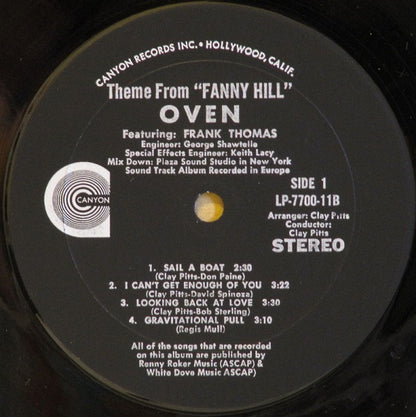 CANYON RECORDS INC. • HOLLYWOOD, CALIF.
Theme From "FANNY HILL"
OVEN
Featuring: FRANK THOMAS
Engineer: George Shawtelle
Special Effects Engineer: Keith Lacy
Mix Down: Plaza Sound Studio in New York
Sound Track Album Recorded in Europe
SIDE 1
LP-7700-11B
Arranger: Clay Pitts
Conductor:
Clay Pitts
STEREO
CANYON
1. SAIL A BOAT 2:30
(Clay Pitts-Don Paine)
2. I CAN'T GET ENOUGH OF YOU 3:22
(Clay Pitts-David Spinoza)
3. LOOKING BACK AT LOVE 3:30
(Clay Pitts-Bob Sterling)
4. GRAVITATIONAL PULL 3:10
(Regis Mull)
All of the songs that are recorded
on this album are published by
Renny Roker Music (ASCAP) &
White Dove Music ASCAP)